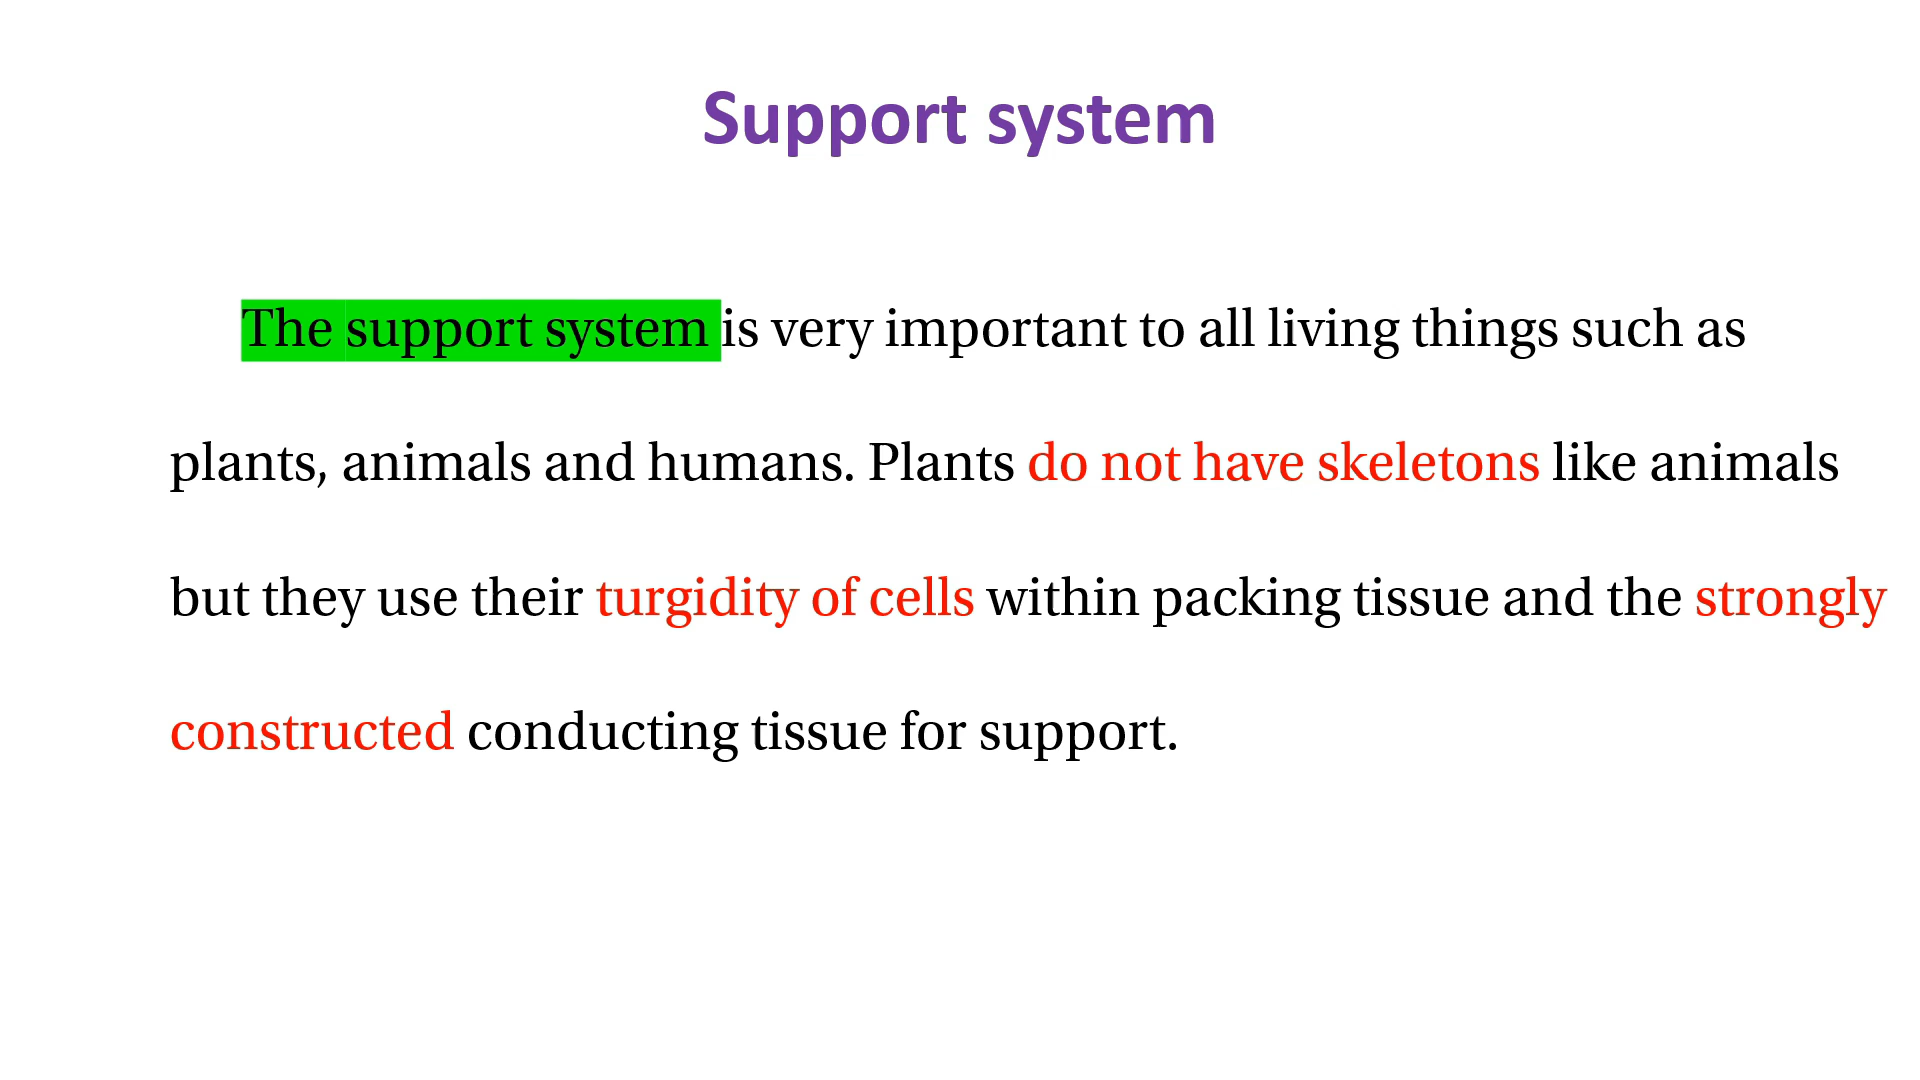 Support system
The support system is very important to all living things such as
plants, animals and humans. Plants do not have skeletons like animals
but they use their turgidity of cells within packing tissue and the strongly
constructed conducting tissue for support.